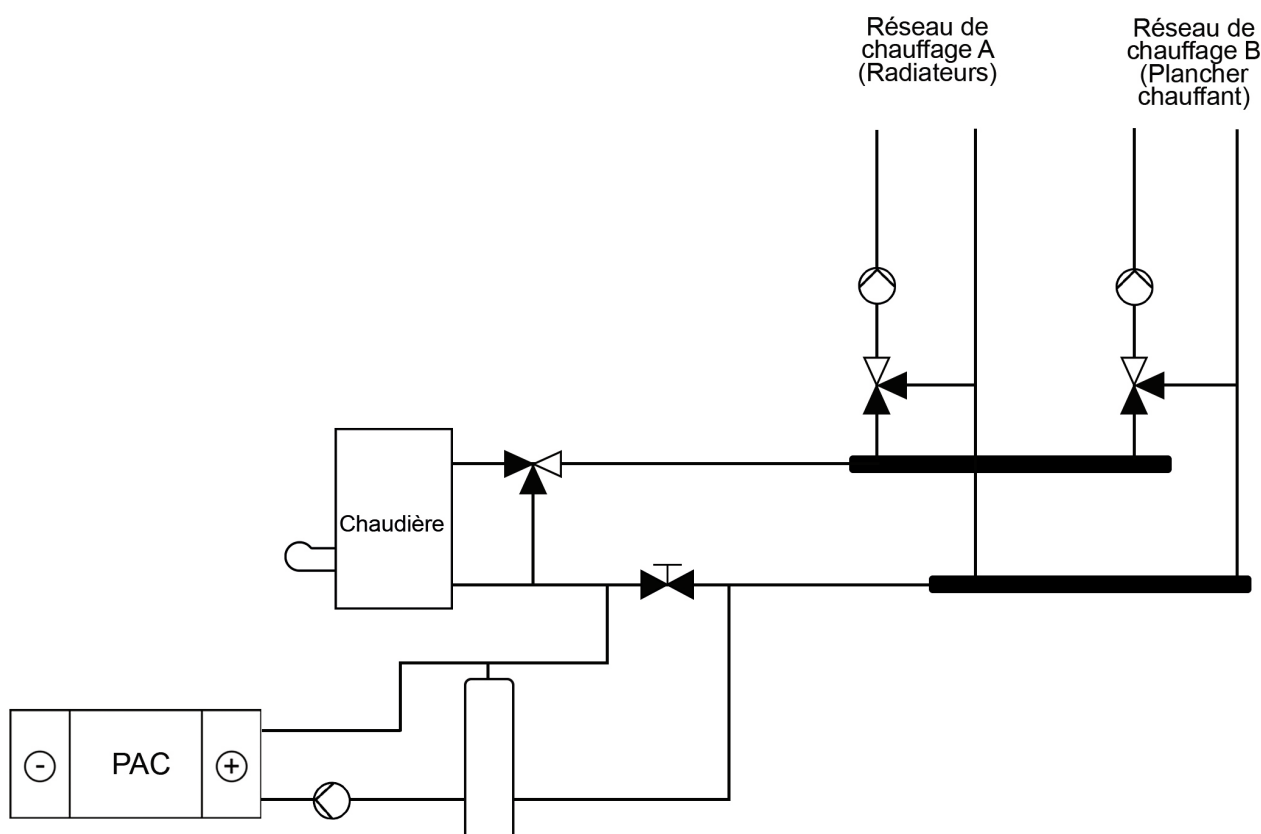 Réseau de
chauffage A
(Radiateurs)
Réseau de
chauffage B
(Plancher
chauffant)
Chaudière
- PAC +